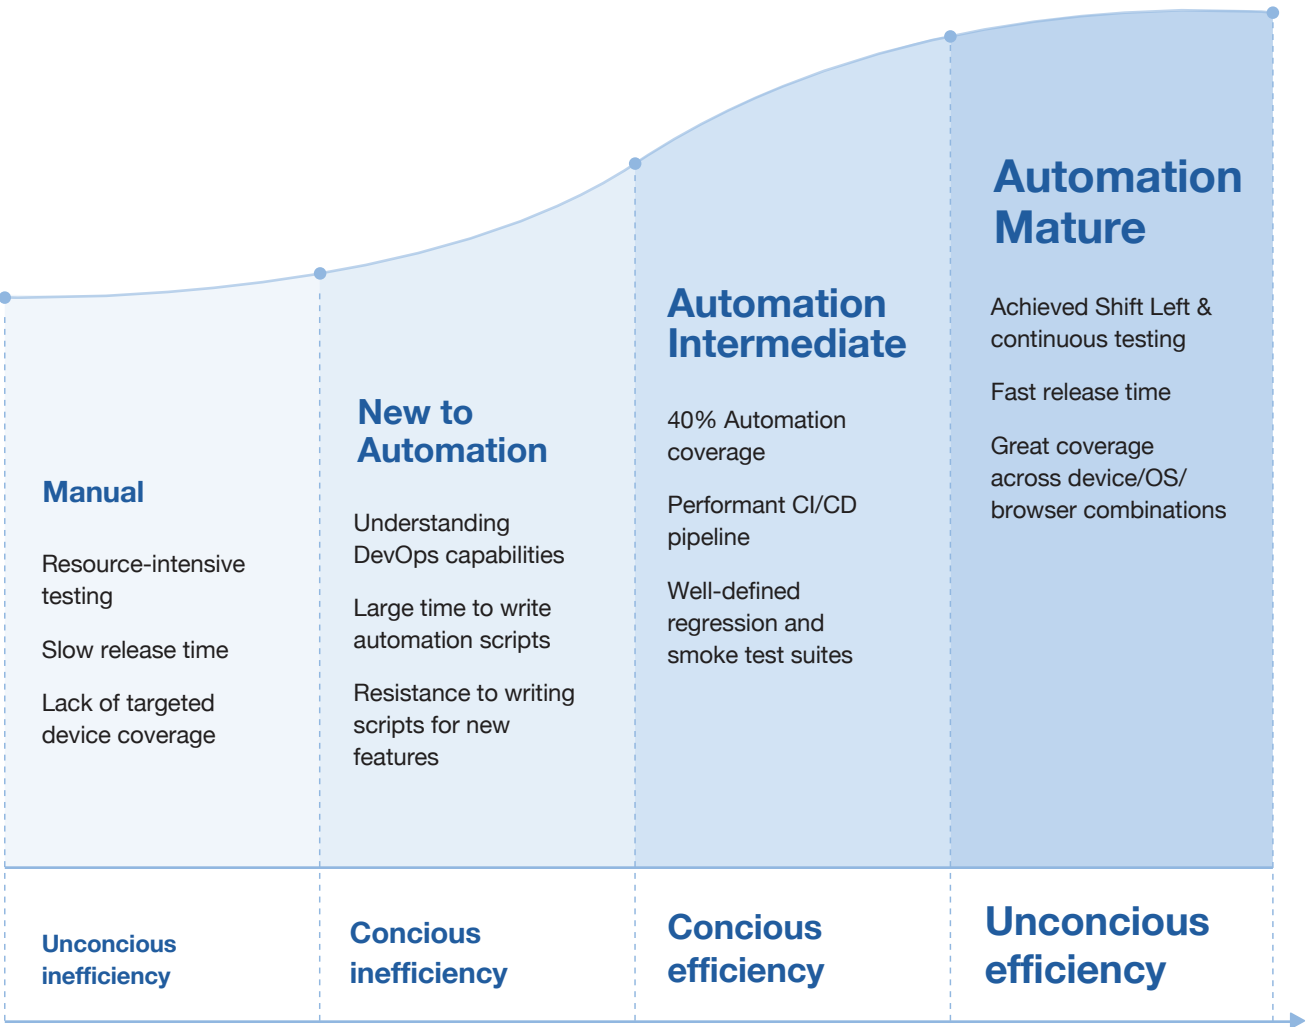 Manual
Resource-intensive
testing
Slow release time
Lack of targeted
device coverage
New to
Automation
Understanding
DevOps capabilities
Large time to write
automation scripts
Resistance to writing
scripts for new
features
Automation
Intermediate
40% Automation
coverage
Performant CI/CD
pipeline
Well-defined
regression and
smoke test suites
Automation
Mature
Achieved Shift Left &
continuous testing
Fast release time
Great coverage
across device/OS/
browser combinations
Unconcious
inefficiency
Concious
inefficiency
Concious
efficiency
Unconcious
efficiency